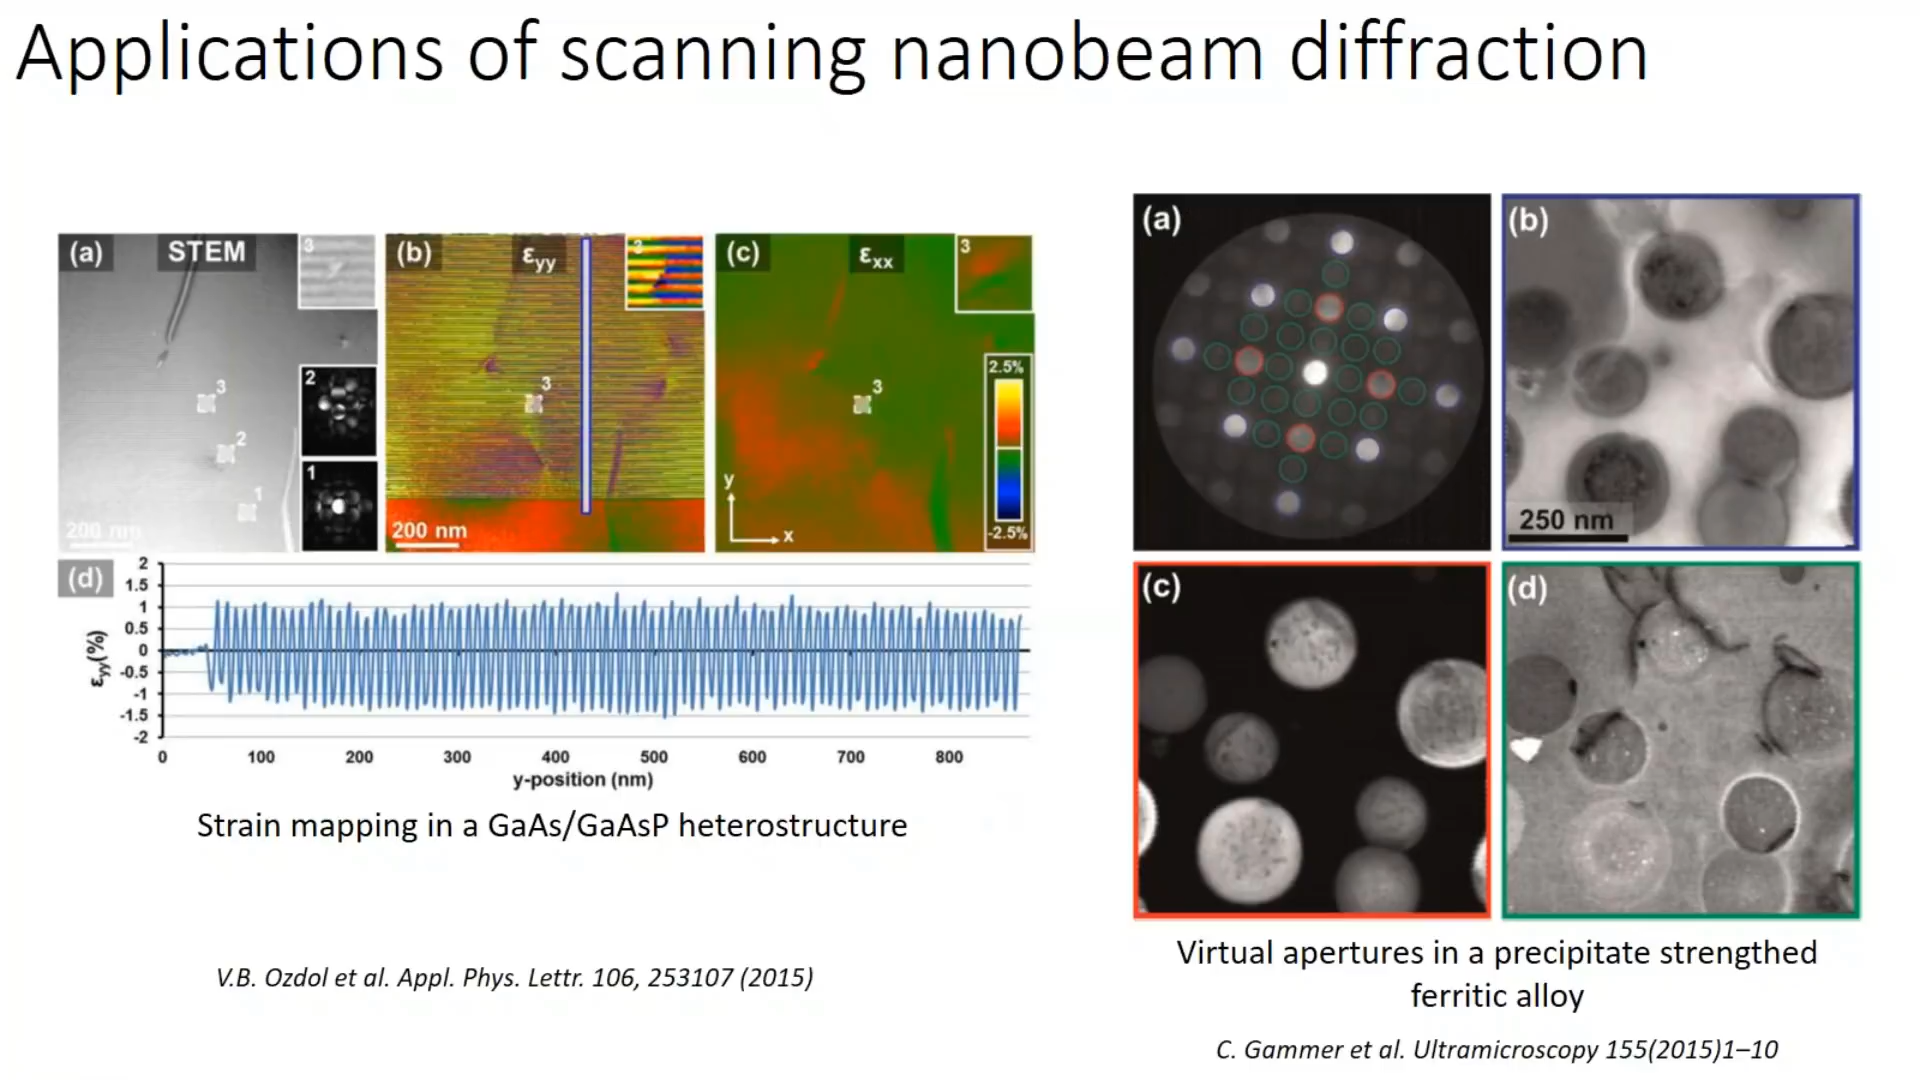 Applications of scanning nanobeam diffraction
(a) STEM 3
2
1
3
2
1
200 nm
(b) εyy 3
3
200 nm
(c) εxx 3
3
2.5%
-2.5%
y
x
(d)
εyy(%)
2
1.5
1
0.5
0
-0.5
-1
-1.5
-2
0 100 200 300 400 500 600 700 800
y-position (nm)
Strain mapping in a GaAs/GaAsP heterostructure
V.B. Ozdol et al. Appl. Phys. Lettr. 106, 253107 (2015)
(a)
(b)
250 nm
(c)
(d)
Virtual apertures in a precipitate strengthed
ferritic alloy
C. Gammer et al. Ultramicroscopy 155(2015)1–10